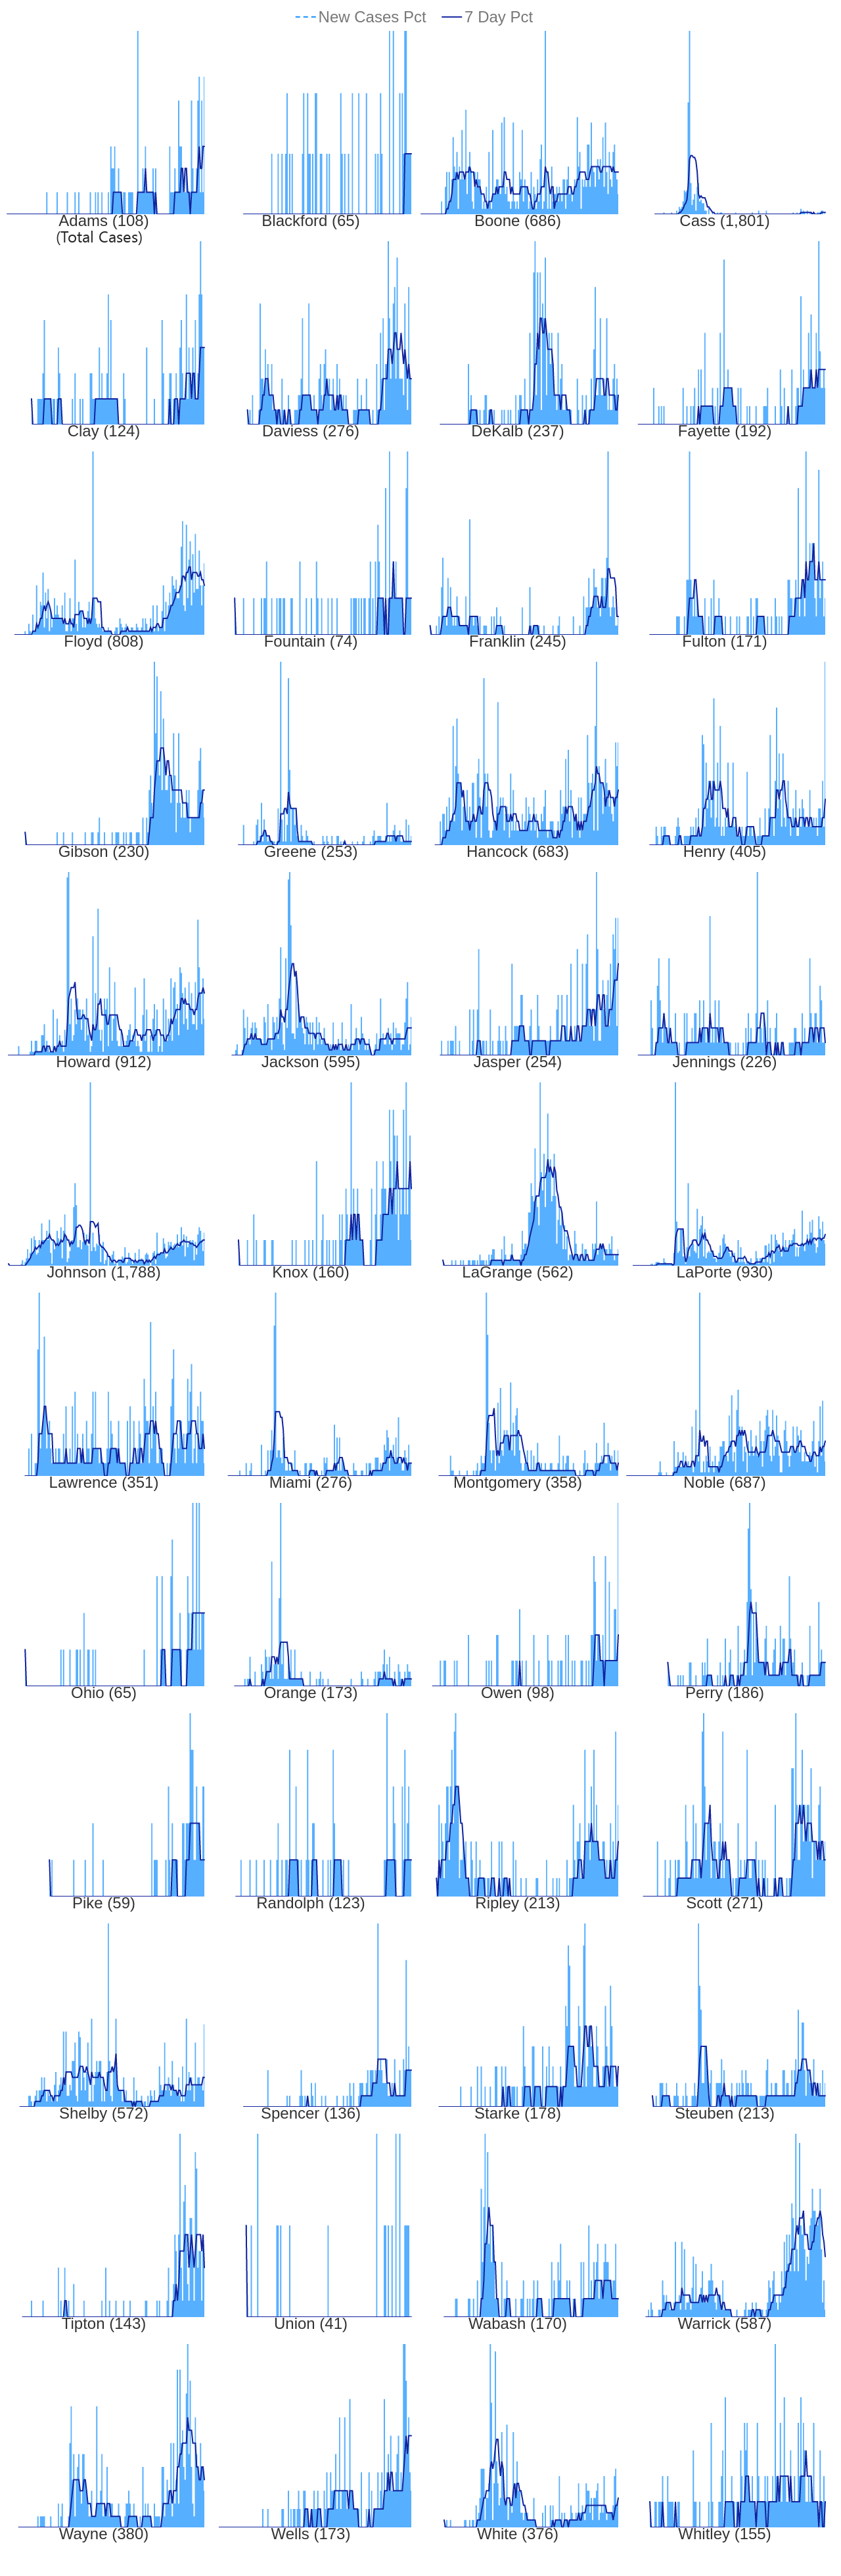 New Cases Pct 7 Day Pct
Adams (108) Blackford (65) Boone (686) Cass (1,801)
(Total Cases)
Clay (124) Daviess (276) DeKalb (237) Fayette (192)
Floyd (808) Fountain (74) Franklin (245) Fulton (171)
Gibson (230) Greene (253) Hancock (683) Henry (405)
Howard (912) Jackson (595) Jasper (254) Jennings (226)
Johnson (1,788) Knox (160) LaGrange (562) LaPorte (930)
Lawrence (351) Miami (276) Montgomery (358) Noble (687)
Ohio (65) Orange (173) Owen (98) Perry (186)
Pike (59) Randolph (123) Ripley (213) Scott (271)
Shelby (572) Spencer (136) Starke (178) Steuben (213)
Tipton (143) Union (41) Wabash (170) Warrick (587)
Wayne (380) Wells (173) White (376) Whitley (155)